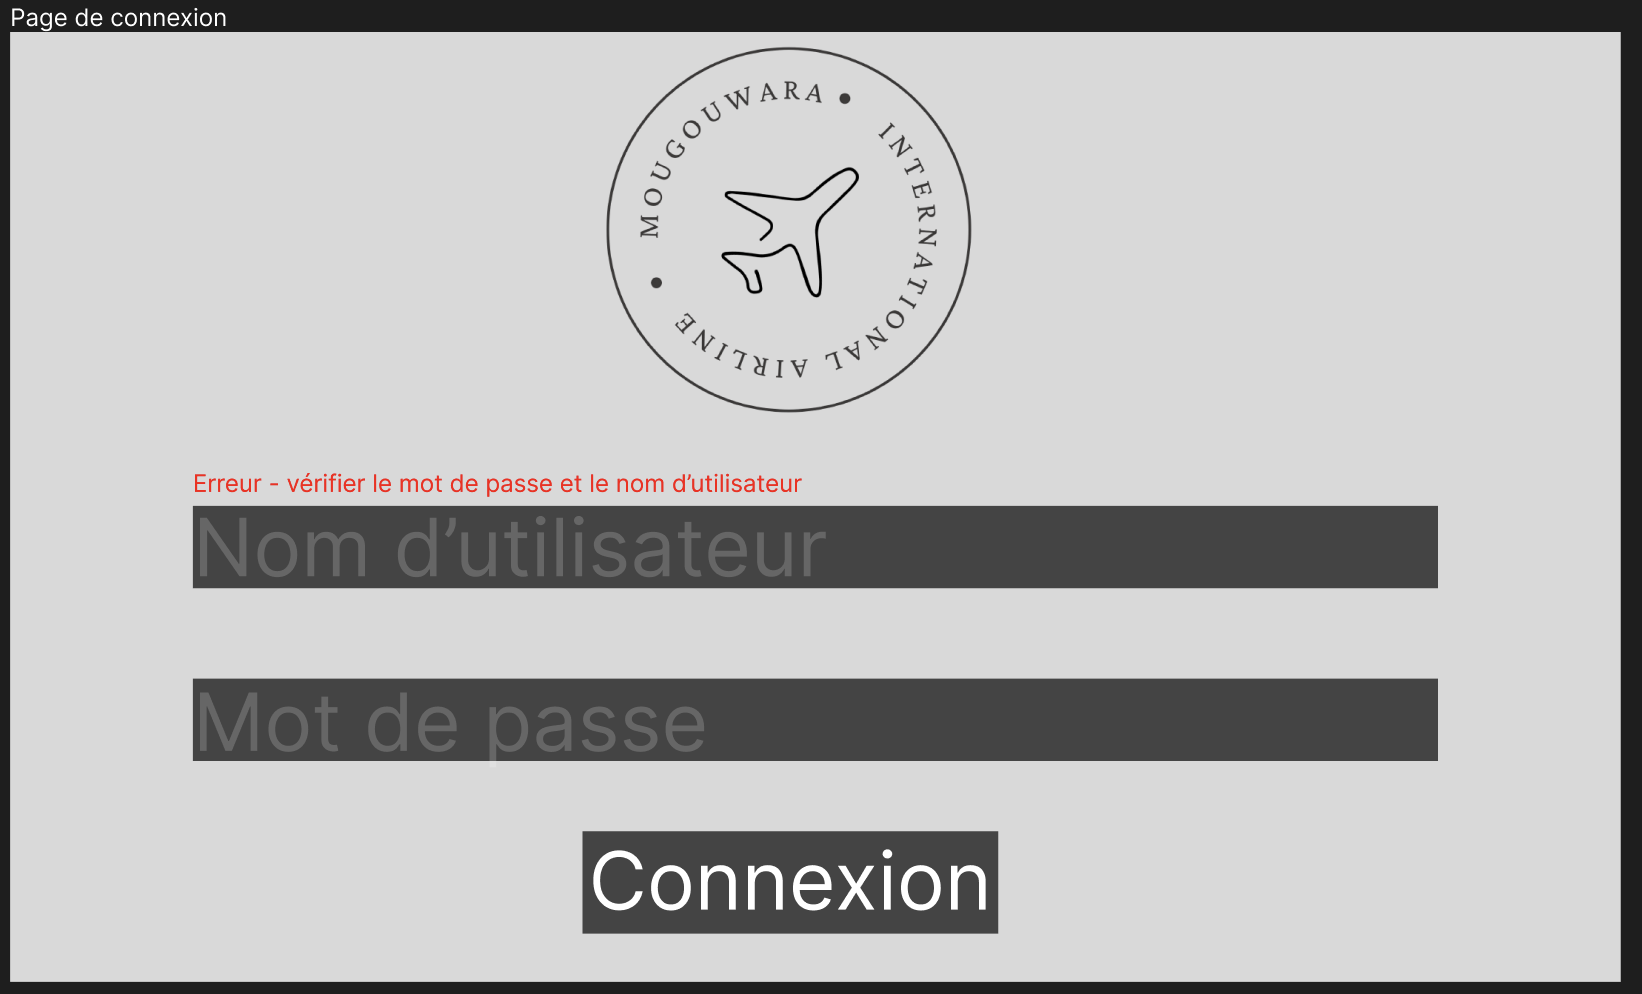 Page de connexion
MOUGOUWARA • INTERNATIONAL AIRLINE •
Erreur - vérifier le mot de passe et le nom d’utilisateur
Nom d’utilisateur
Mot de passe
Connexion